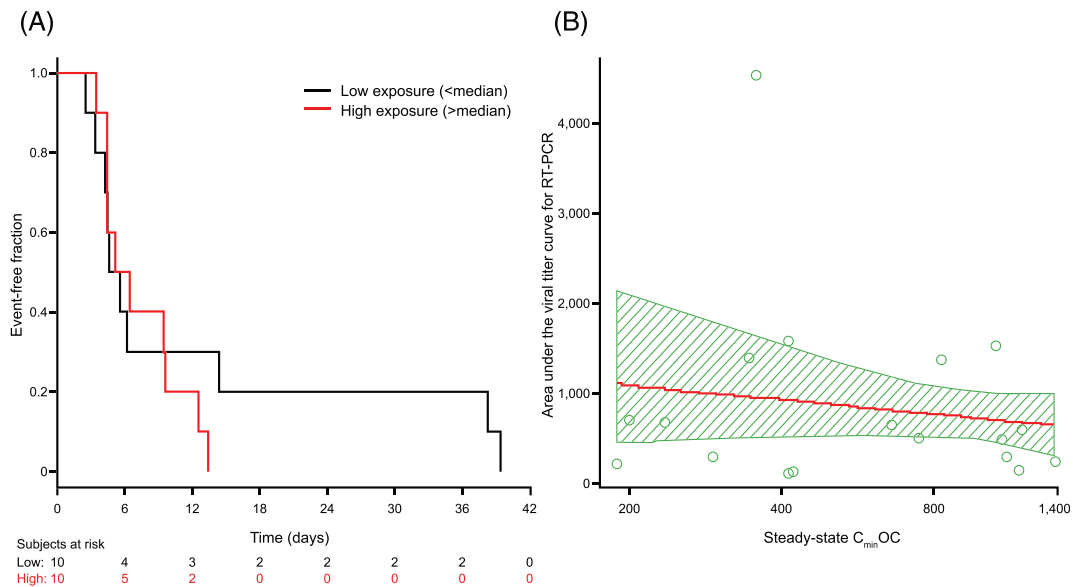 (A)
1.0
0.8
0.6
0.4
0.2
0
Event-free fraction
Low exposure (<median)
High exposure (>median)
0 6 12 18 24 30 36 42
Time (days)
Subjects at risk
Low: 10 4 3 2 2 2 2 0
High: 10 5 2 0 0 0 0 0
(B)
4,000
3,000
2,000
1,000
0
Area under the viral titer curve for RT-PCR
200 400 800 1,400
Steady-state CminOC